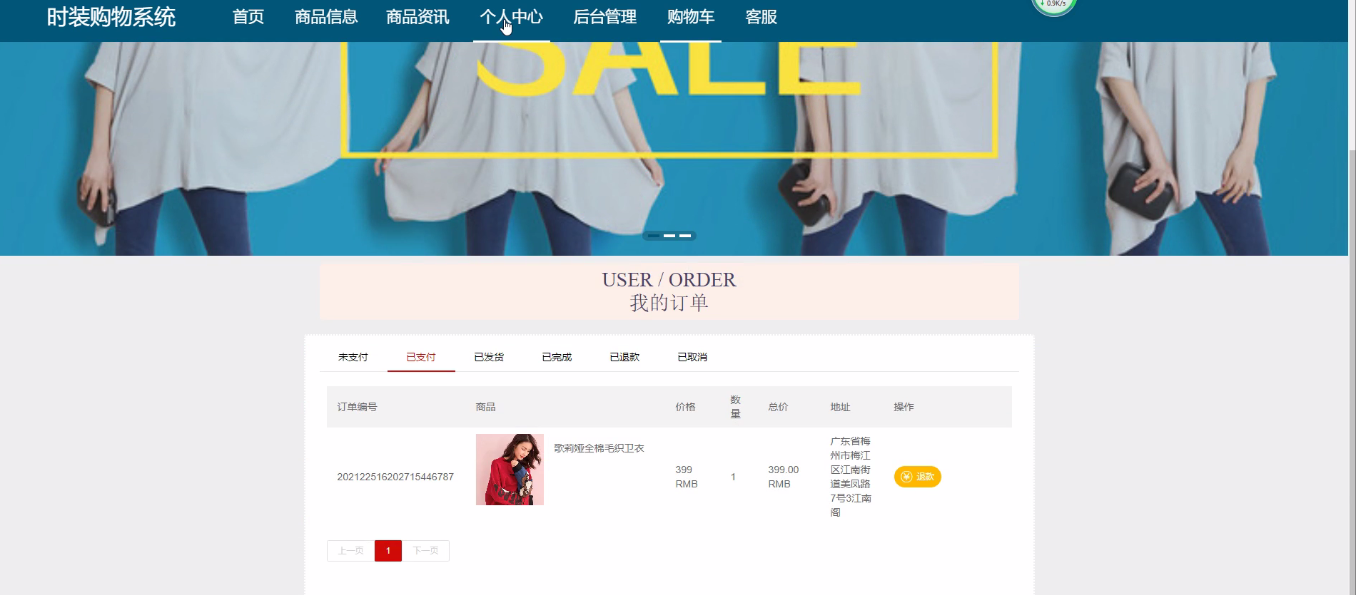 时装购物系统 首页 商品信息 商品资讯 个人中心 后台管理 购物车 客服
↓ 0.9K/s
SALE
USER / ORDER
我的订单
未支付 已支付 已发货 已完成 已退款 已取消
订单编号 商品 价格 数量 总价 地址 操作
202122516202715446787 歌莉娅全棉毛织卫衣 399 RMB 1 399.00 RMB 广东省梅州市梅江区江南街道美凤路7号3江南阁 退款
上一页 1 下一页